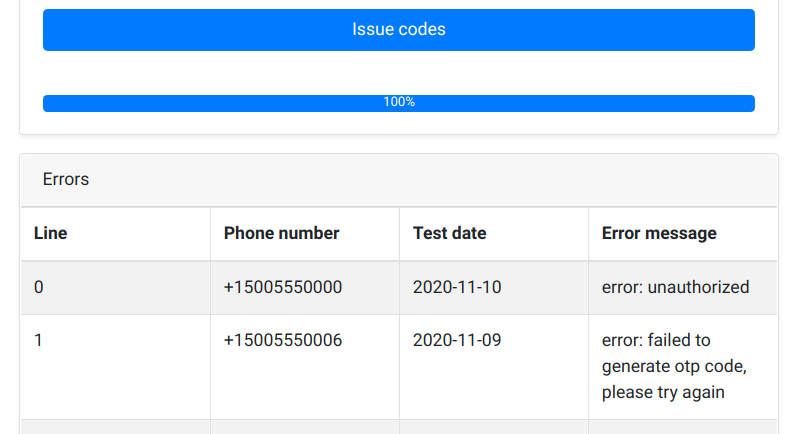 Issue codes
100%
Errors
Line Phone number Test date Error message
0 +15005550000 2020-11-10 error: unauthorized
1 +15005550006 2020-11-09 error: failed to
generate otp code,
please try again